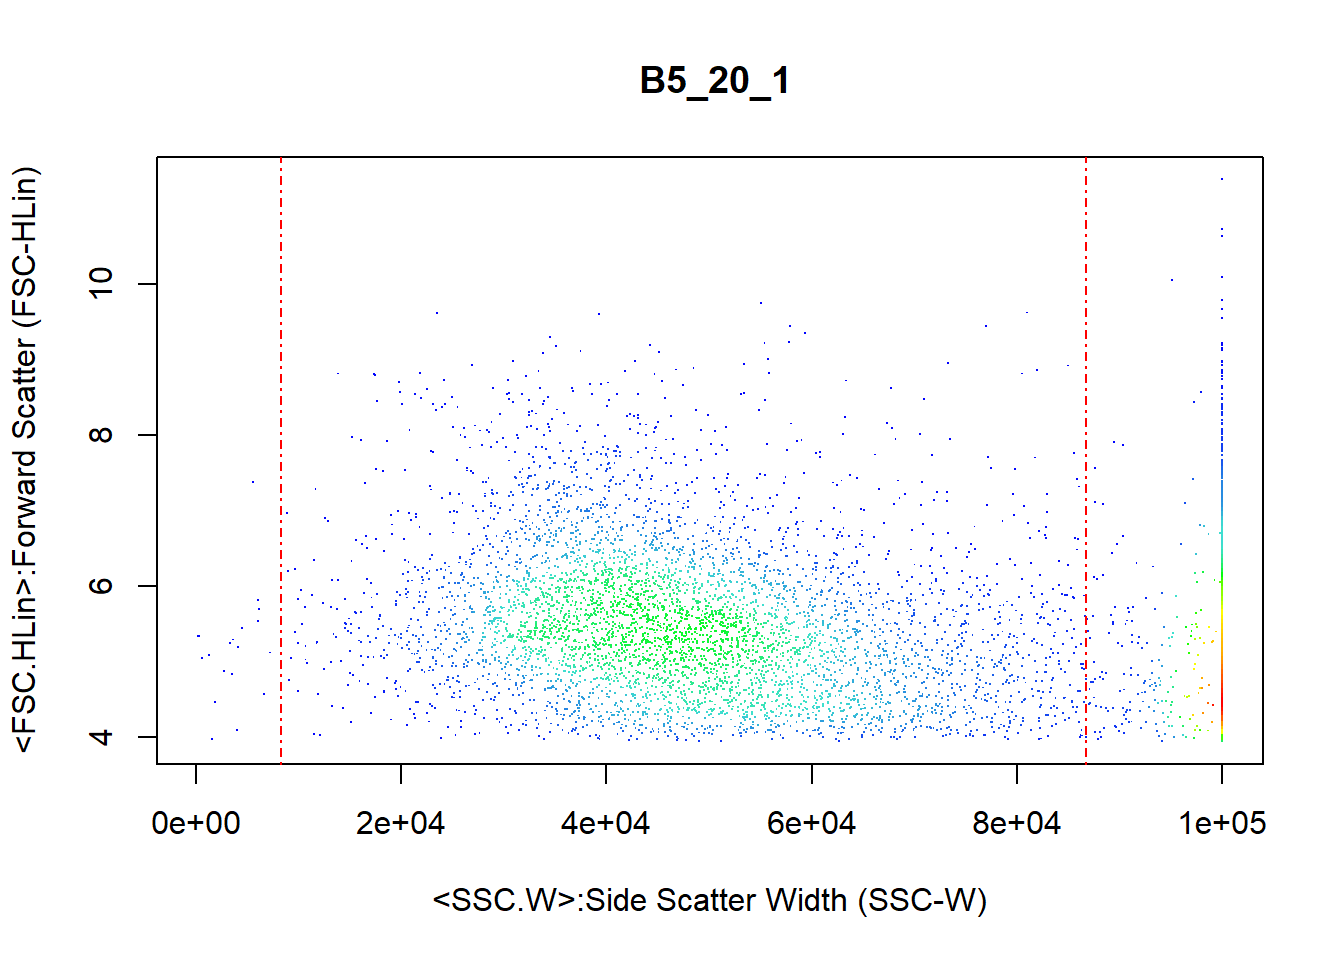 B5_20_1
<FSC.HLin>:Forward Scatter (FSC-HLin)
10
8
6
4
0e+00 2e+04 4e+04 6e+04 8e+04 1e+05
<SSC.W>:Side Scatter Width (SSC-W)